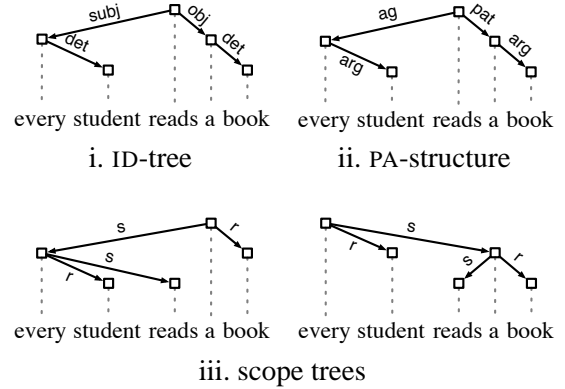 subj obj
det det
every student reads a book
i. ID-tree
ag pat
arg arg
every student reads a book
ii. PA-structure
s r
r s
every student reads a book
s
r s r
every student reads a book
iii. scope trees